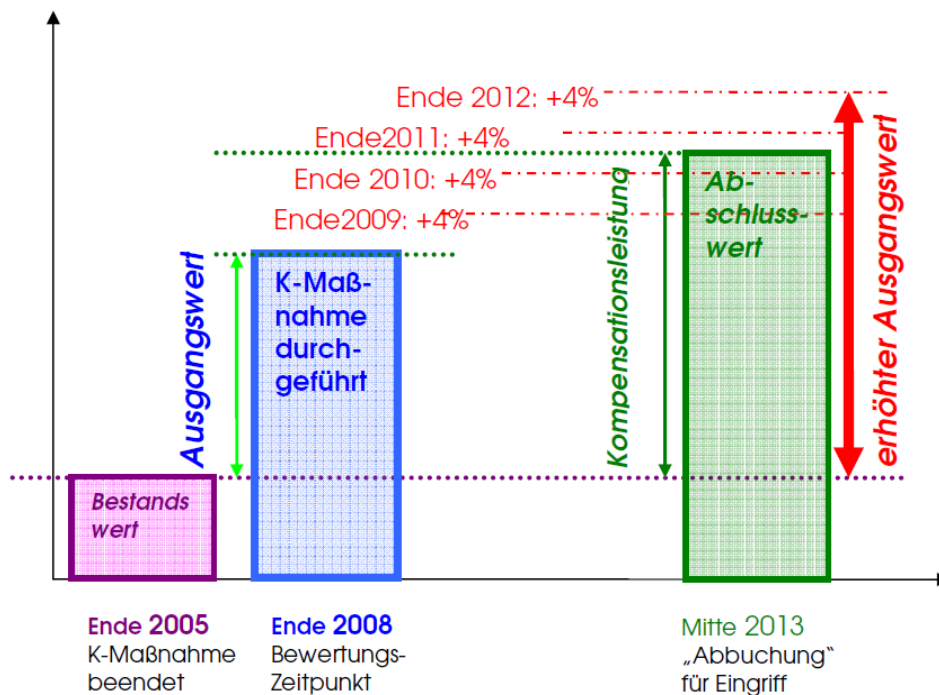 Ende 2012: +4%
Ende2011: +4%
Ende 2010: +4%
Ende2009: +4%
Ausgangswert
K-Maß-
nahme
durch-
geführt
Kompensationsleistung
Ab-
schluss-
wert
erhöhter Ausgangswert
Bestands
wert
Ende 2005
K-Maßnahme
beendet
Ende 2008
Bewertungs-
Zeitpunkt
Mitte 2013
„Abbuchung“
für Eingriff